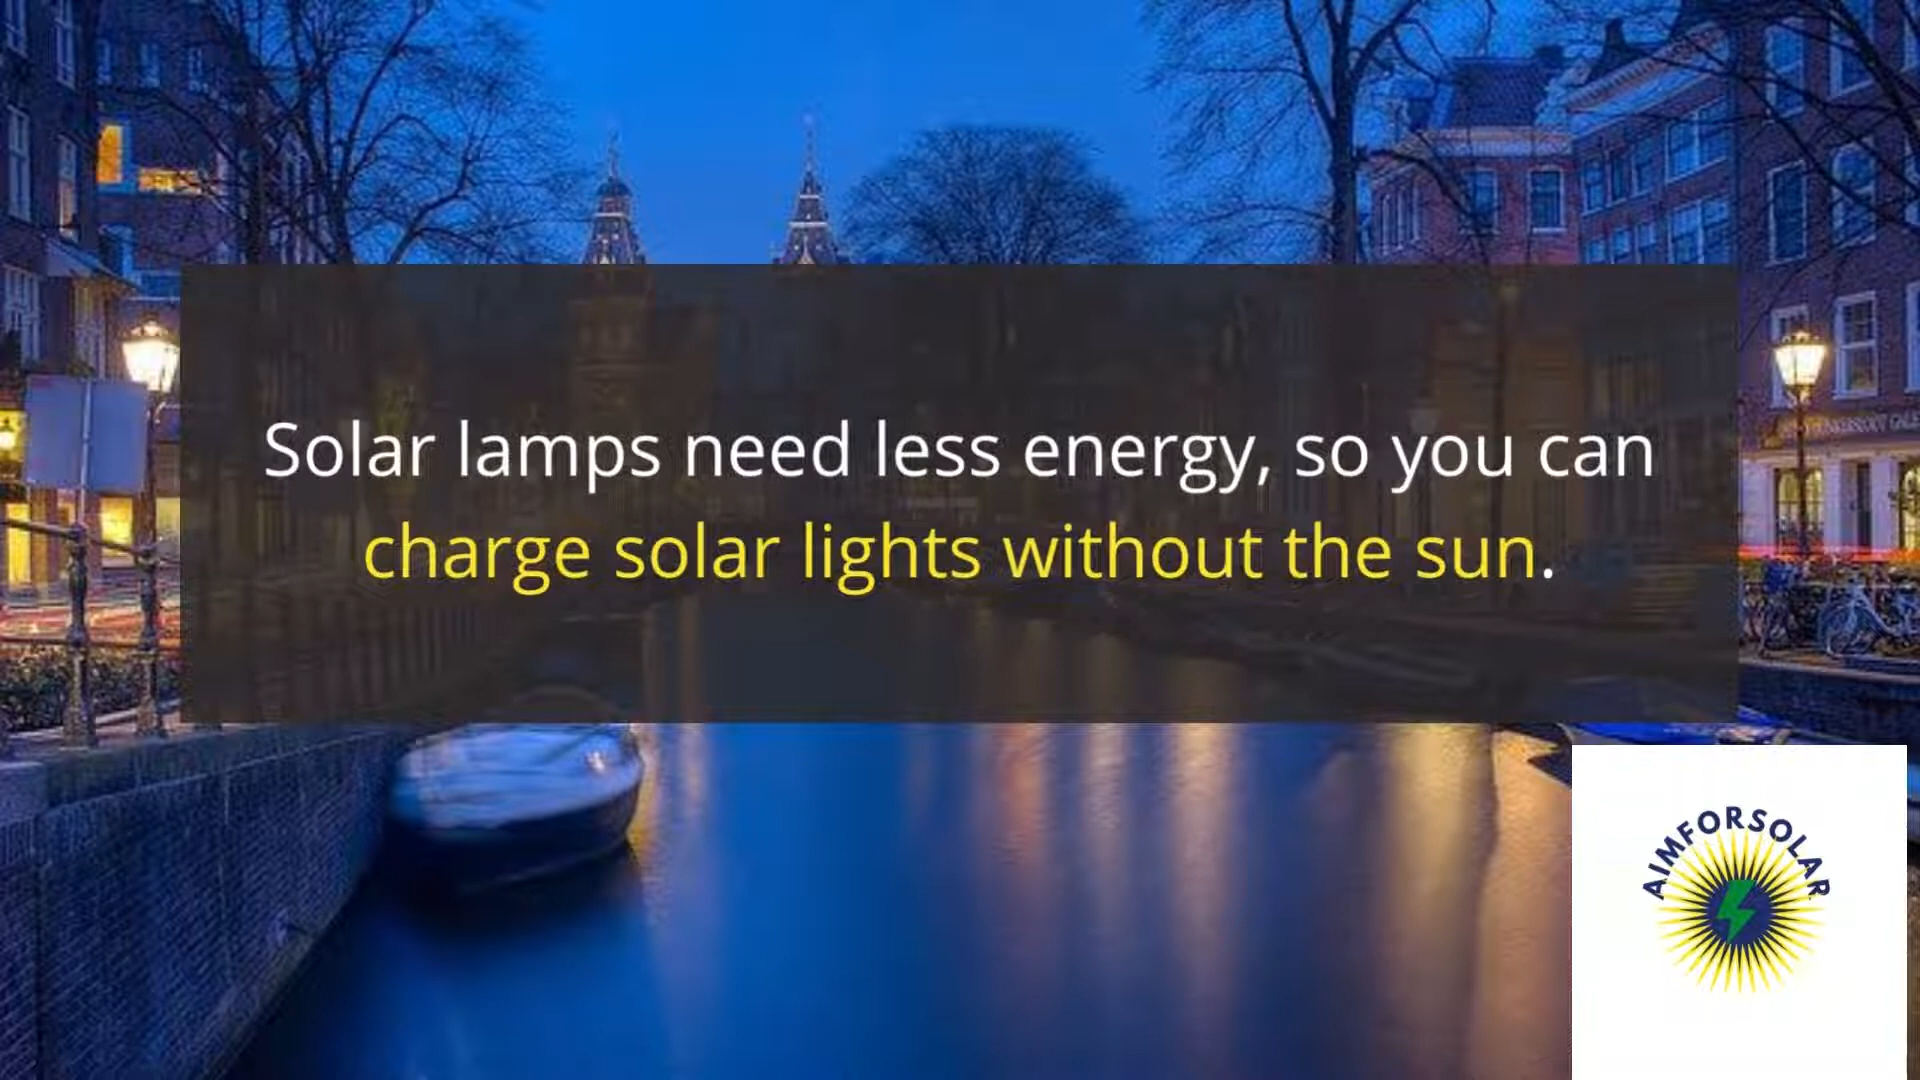 Solar lamps need less energy, so you can
charge solar lights without the sun.
AIMFORSOLAR